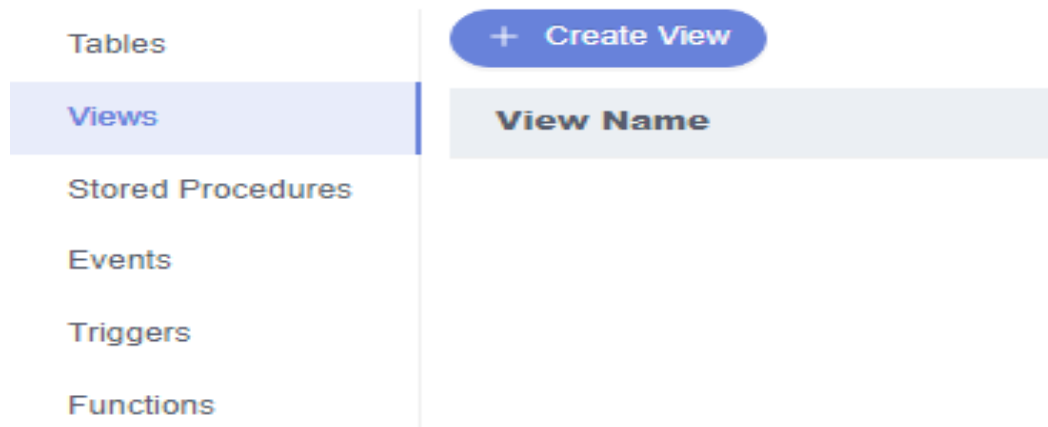 Tables
Views
Stored Procedures
Events
Triggers
Functions
+ Create View
View Name